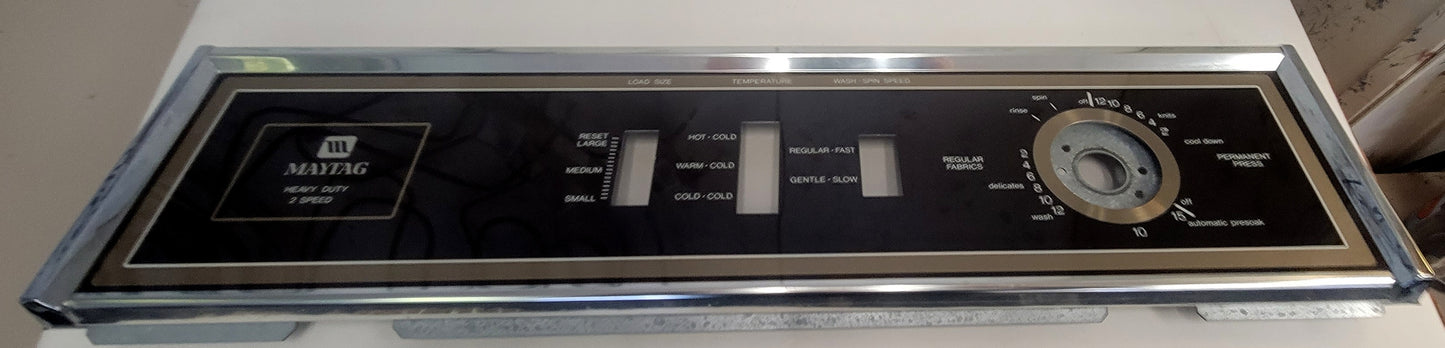 LOAD SIZE
TEMPERATURE
WASH - SPIN SPEED
MAYTAG
HEAVY DUTY
2 SPEED
RESET
LARGE
MEDIUM
SMALL
HOT - COLD
WARM - COLD
COLD - COLD
REGULAR - FAST
GENTLE - SLOW
REGULAR
FABRICS
rinse
spin
off
12 10 8 6 4 2
knits
cool down
PERMANENT
PRESS
off
15
automatic presoak
10
2
4
6
8
10
12
delicates
wash